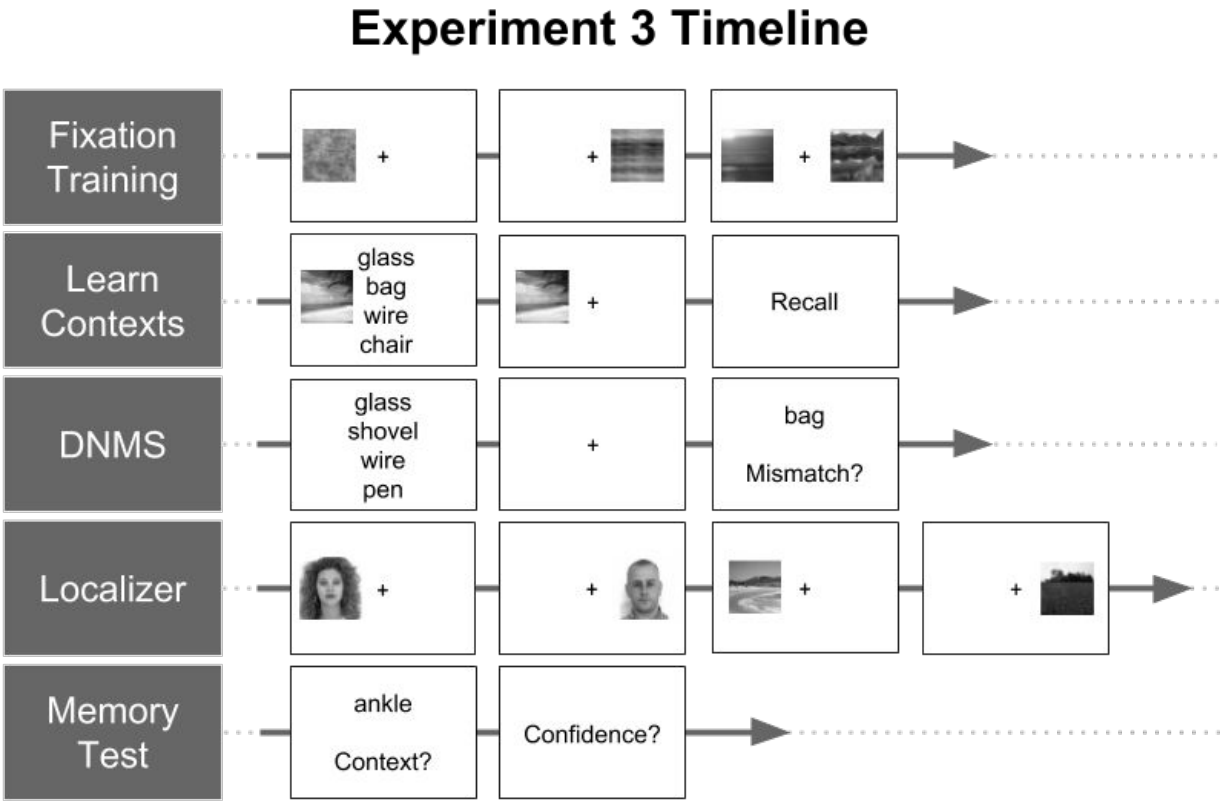 Experiment 3 Timeline
Fixation
Training
+
+
+
Learn
Contexts
glass
bag
wire
chair
+
Recall
DNMS
glass
shovel
wire
pen
+
bag
Mismatch?
Localizer
+
+
+
+
Memory
Test
ankle
Context?
Confidence?